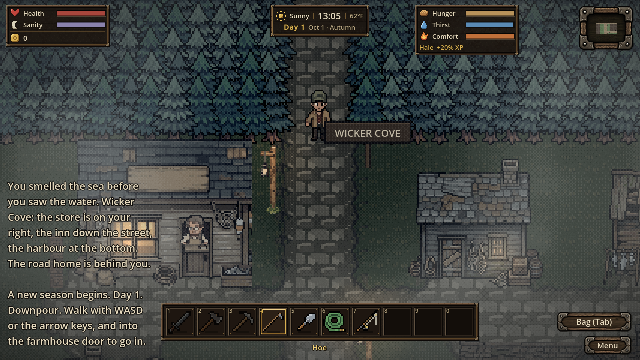 Health
Sanity
0
Sunny | 13:05 | 62°F
Day 1 Oct 1 · Autumn
Hunger
Thirst
Comfort
Hale +20% XP
WICKER COVE
You smelled the sea before
you saw the water. Wicker
Cove: the store is on your
right, the inn down the street,
the harbour at the bottom.
The road home is behind you.
A new season begins. Day 1.
Downpour. Walk with WASD
or the arrow keys, and into
the farmhouse door to go in.
Hoe
Bag (Tab)
Menu